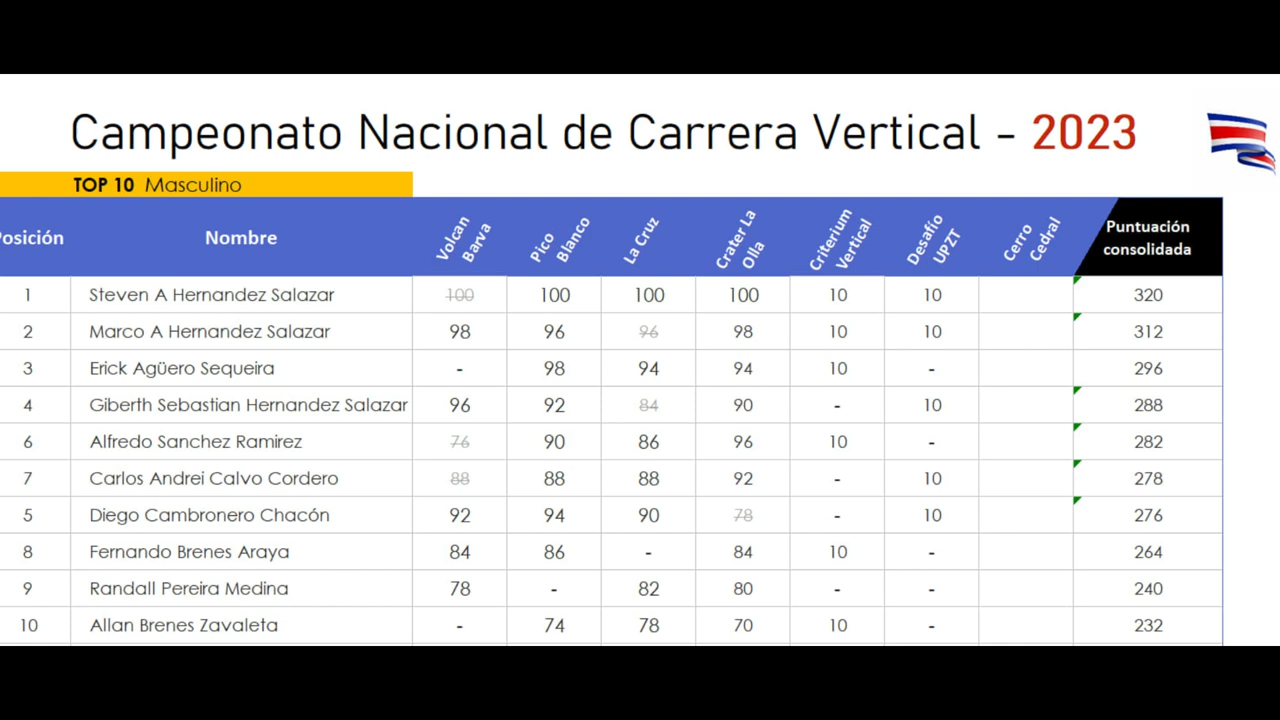 Campeonato Nacional de Carrera Vertical - 2023
TOP 10 Masculino
Posición Nombre Volcan Barva Pico Blanco La Cruz Crater La Olla Criterium Vertical Desafío UPZT Cerro Cedral Puntuación consolidada
1 Steven A Hernandez Salazar 100 100 100 100 10 10 320
2 Marco A Hernandez Salazar 98 96 96 98 10 10 312
3 Erick Agüero Sequeira - 98 94 94 10 - 296
4 Giberth Sebastian Hernandez Salazar 96 92 84 90 - 10 288
6 Alfredo Sanchez Ramirez 76 90 86 96 10 - 282
7 Carlos Andrei Calvo Cordero 88 88 88 92 - 10 278
5 Diego Cambronero Chacón 92 94 90 78 - 10 276
8 Fernando Brenes Araya 84 86 - 84 10 - 264
9 Randall Pereira Medina 78 - 82 80 - - 240
10 Allan Brenes Zavaleta - 74 78 70 10 - 232